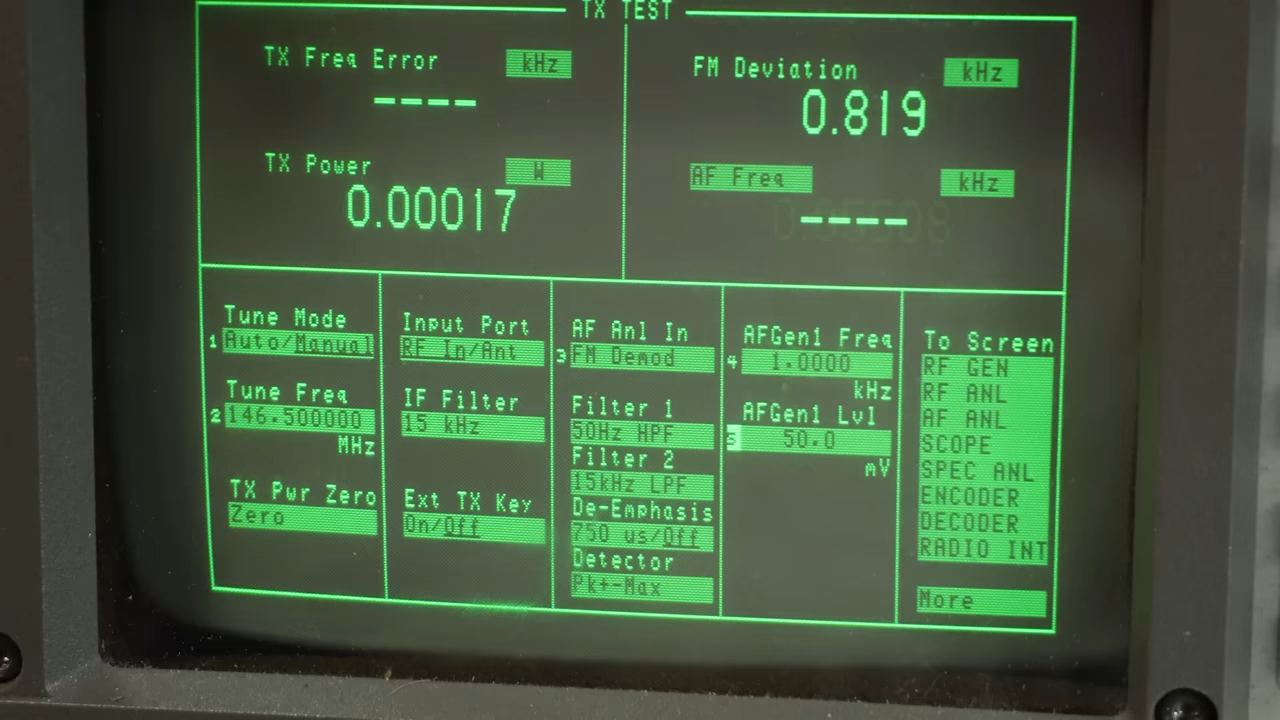 TX TEST
TX Freq Error kHz
----
TX Power W
0.00017
FM Deviation kHz
0.819
AF Freq kHz
----
Tune Mode
1 Auto/Manual
Tune Freq
2 146.500000
MHz
TX Pwr Zero
Zero
Input Port
RF In/Ant
IF Filter
15 kHz
Ext TX Key
On/Off
AF Anl In
3 FM Demod
Filter 1
50Hz HPF
Filter 2
15kHz LPF
De-Emphasis
750 us/Off
Detector
Pk+-Max
AFGen1 Freq
4 1.0000
kHz
AFGen1 Lvl
5 50.0
mV
To Screen
RF GEN
RF ANL
AF ANL
SCOPE
SPEC ANL
ENCODER
DECODER
RADIO INT
More